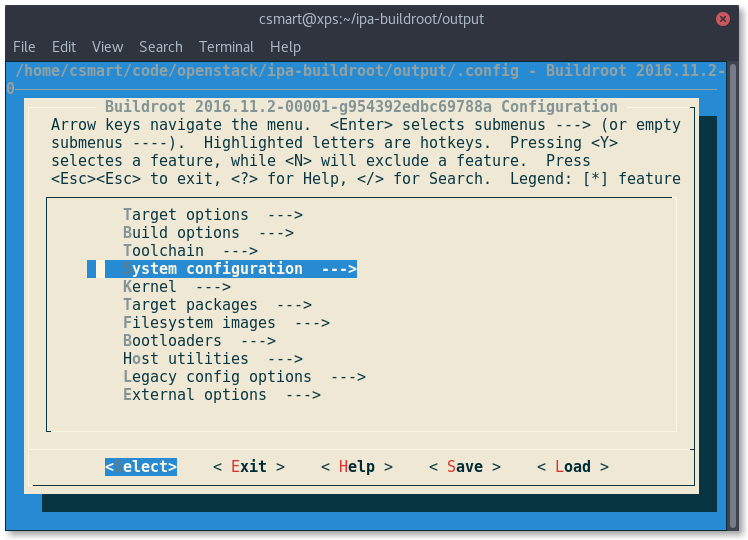 csmart@xps:~/ipa-buildroot/output
File Edit View Search Terminal Help
/home/csmart/code/openstack/ipa-buildroot/output/.config - Buildroot 2016.11.2-
0
Buildroot 2016.11.2-00001-g954392edbc69788a Configuration
Arrow keys navigate the menu. <Enter> selects submenus ---> (or empty
submenus ----). Highlighted letters are hotkeys. Pressing <Y>
selectes a feature, while <N> will exclude a feature. Press
<Esc><Esc> to exit, <?> for Help, </> for Search. Legend: [*] feature
Target options --->
Build options --->
Toolchain --->
System configuration --->
Kernel --->
Target packages --->
Filesystem images --->
Bootloaders --->
Host utilities --->
Legacy config options --->
External options --->
<Select> < Exit > < Help > < Save > < Load >